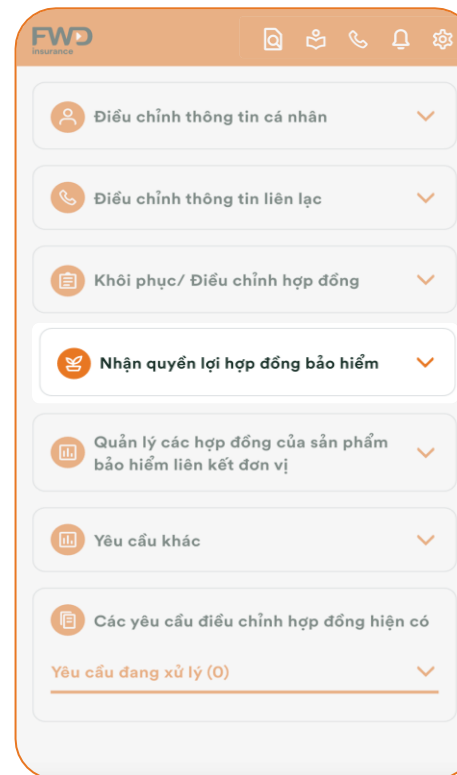 FWD
insurance
Điều chỉnh thông tin cá nhân
Điều chỉnh thông tin liên lạc
Khôi phục/ Điều chỉnh hợp đồng
Nhận quyền lợi hợp đồng bảo hiểm
Quản lý các hợp đồng của sản phẩm
bảo hiểm liên kết đơn vị
Yêu cầu khác
Các yêu cầu điều chỉnh hợp đồng hiện có
Yêu cầu đang xử lý (0)